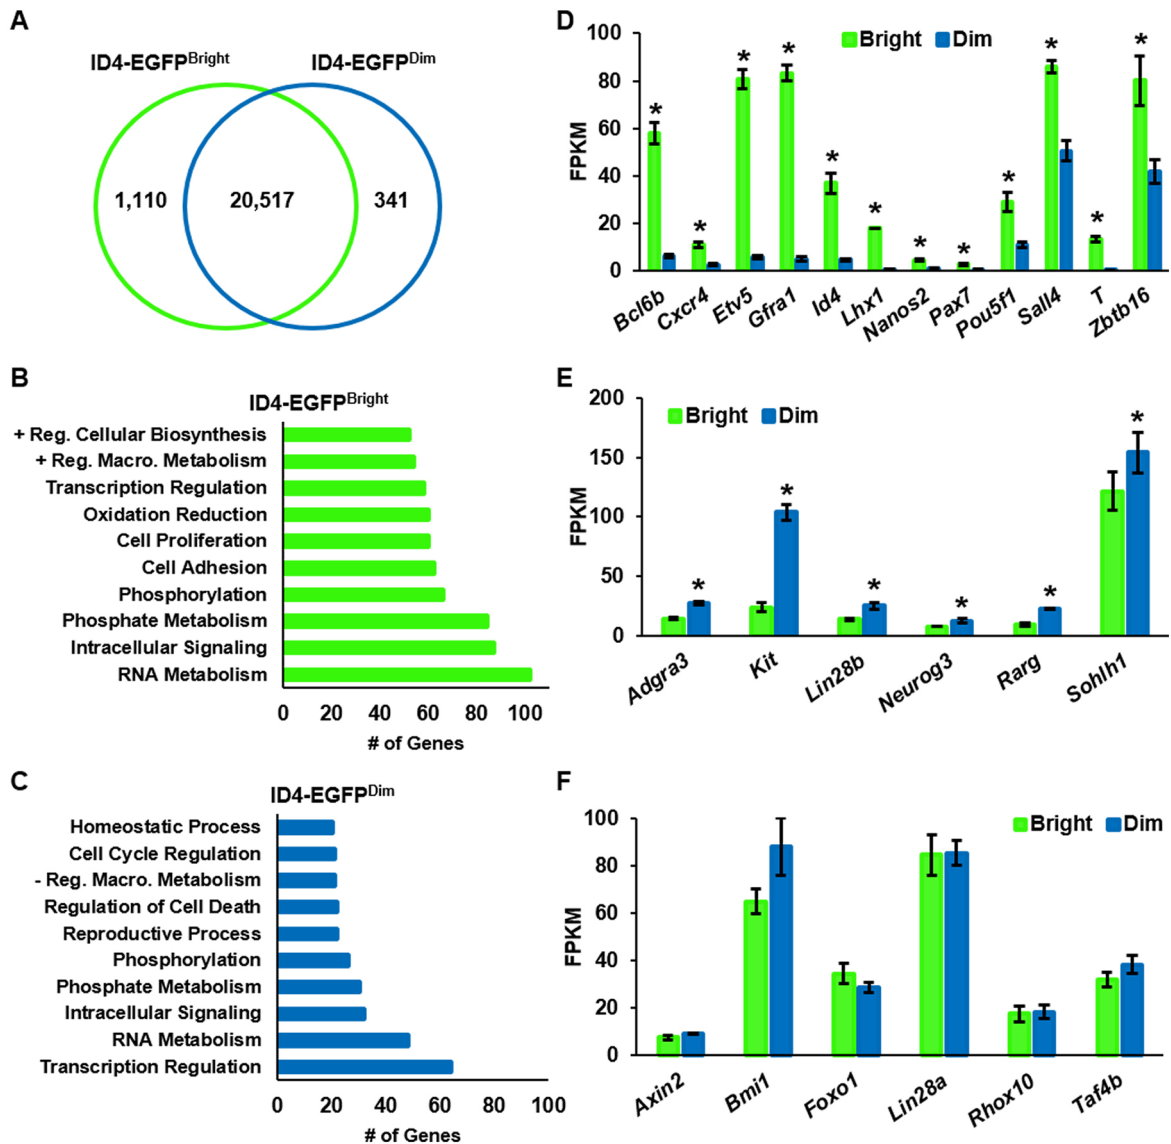 A
ID4-EGFPBright
ID4-EGFPDim
1,110
20,517
341
B
ID4-EGFPBright
+ Reg. Cellular Biosynthesis
+ Reg. Macro. Metabolism
Transcription Regulation
Oxidation Reduction
Cell Proliferation
Cell Adhesion
Phosphorylation
Phosphate Metabolism
Intracellular Signaling
RNA Metabolism
0 20 40 60 80 100
# of Genes
C
ID4-EGFPDim
Homeostatic Process
Cell Cycle Regulation
- Reg. Macro. Metabolism
Regulation of Cell Death
Reproductive Process
Phosphorylation
Phosphate Metabolism
Intracellular Signaling
RNA Metabolism
Transcription Regulation
0 20 40 60 80 100
# of Genes
D
Bright Dim
FPKM
100
80
60
40
20
0
* * * * * * * * * * * *
Bcl6b Cxcr4 Etv5 Gfra1 Id4 Lhx1 Nanos2 Pax7 Pou5f1 Sall4 T Zbtb16
E
Bright Dim
FPKM
200
150
100
50
0
* * * * * *
Adgra3 Kit Lin28b Neurog3 Rarg Sohlh1
F
Bright Dim
FPKM
100
80
60
40
20
0
Axin2 Bmi1 Foxo1 Lin28a Rhox10 Taf4b